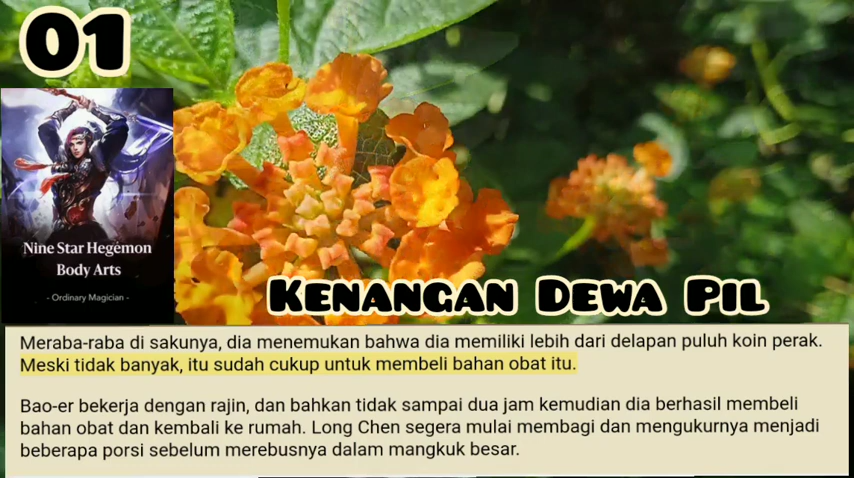 01
Nine Star Hegemon
Body Arts
- Ordinary Magician -
KENANGAN DEWA PIL
Meraba-raba di sakunya, dia menemukan bahwa dia memiliki lebih dari delapan puluh koin perak.
Meski tidak banyak, itu sudah cukup untuk membeli bahan obat itu.
Bao-er bekerja dengan rajin, dan bahkan tidak sampai dua jam kemudian dia berhasil membeli
bahan obat dan kembali ke rumah. Long Chen segera mulai membagi dan mengukurnya menjadi
beberapa porsi sebelum merebusnya dalam mangkuk besar.